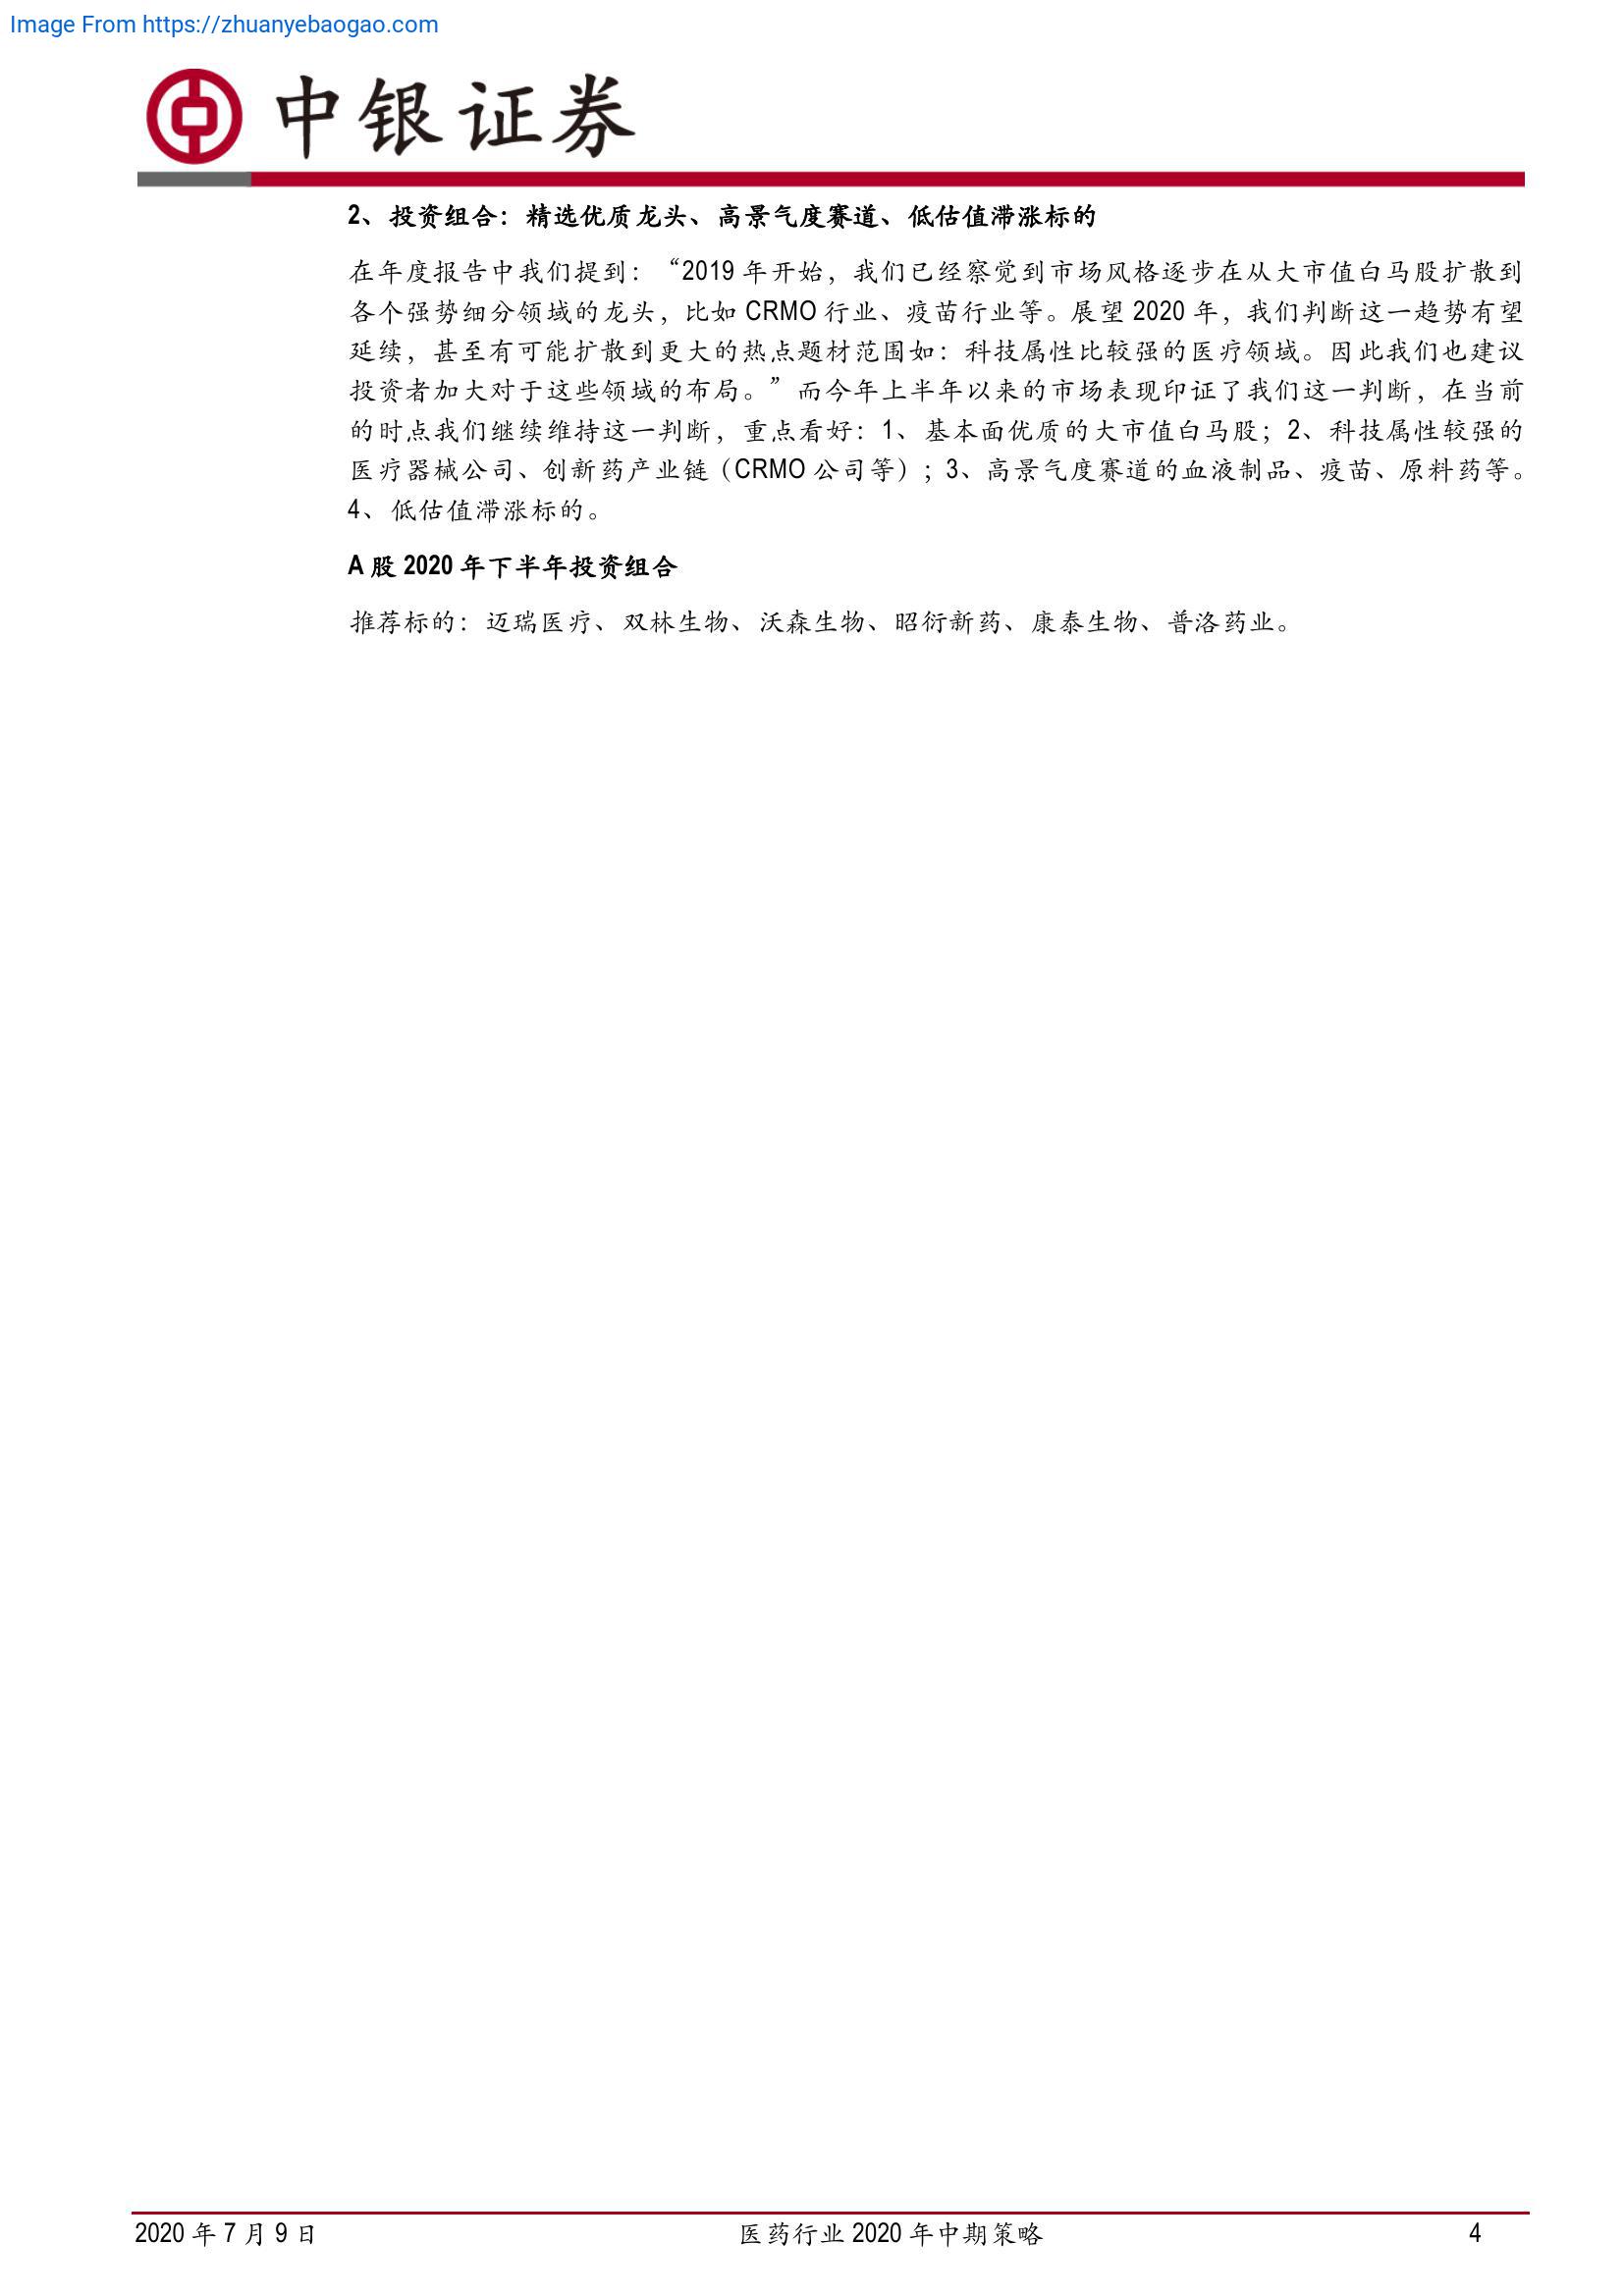 Image From https://zhuanyebaogao.com
中银证券
2、投资组合：精选优质龙头、高景气度赛道、低估值滞涨标的
在年度报告中我们提到：“2019 年开始，我们已经察觉到市场风格逐步在从大市值白马股扩散到
各个强势细分领域的龙头，比如 CRMO 行业、疫苗行业等。展望 2020 年，我们判断这一趋势有望
延续，甚至有可能扩散到更大的热点题材范围如：科技属性比较强的医疗领域。因此我们也建议
投资者加大对于这些领域的布局。”而今年上半年以来的市场表现印证了我们这一判断，在当前
的时点我们继续维持这一判断，重点看好：1、基本面优质的大市值白马股；2、科技属性较强的
医疗器械公司、创新药产业链（CRMO 公司等）；3、高景气度赛道的血液制品、疫苗、原料药等。
4、低估值滞涨标的。
A 股 2020 年下半年投资组合
推荐标的：迈瑞医疗、双林生物、沃森生物、昭衍新药、康泰生物、普洛药业。
2020 年 7 月 9 日 医药行业 2020 年中期策略 4